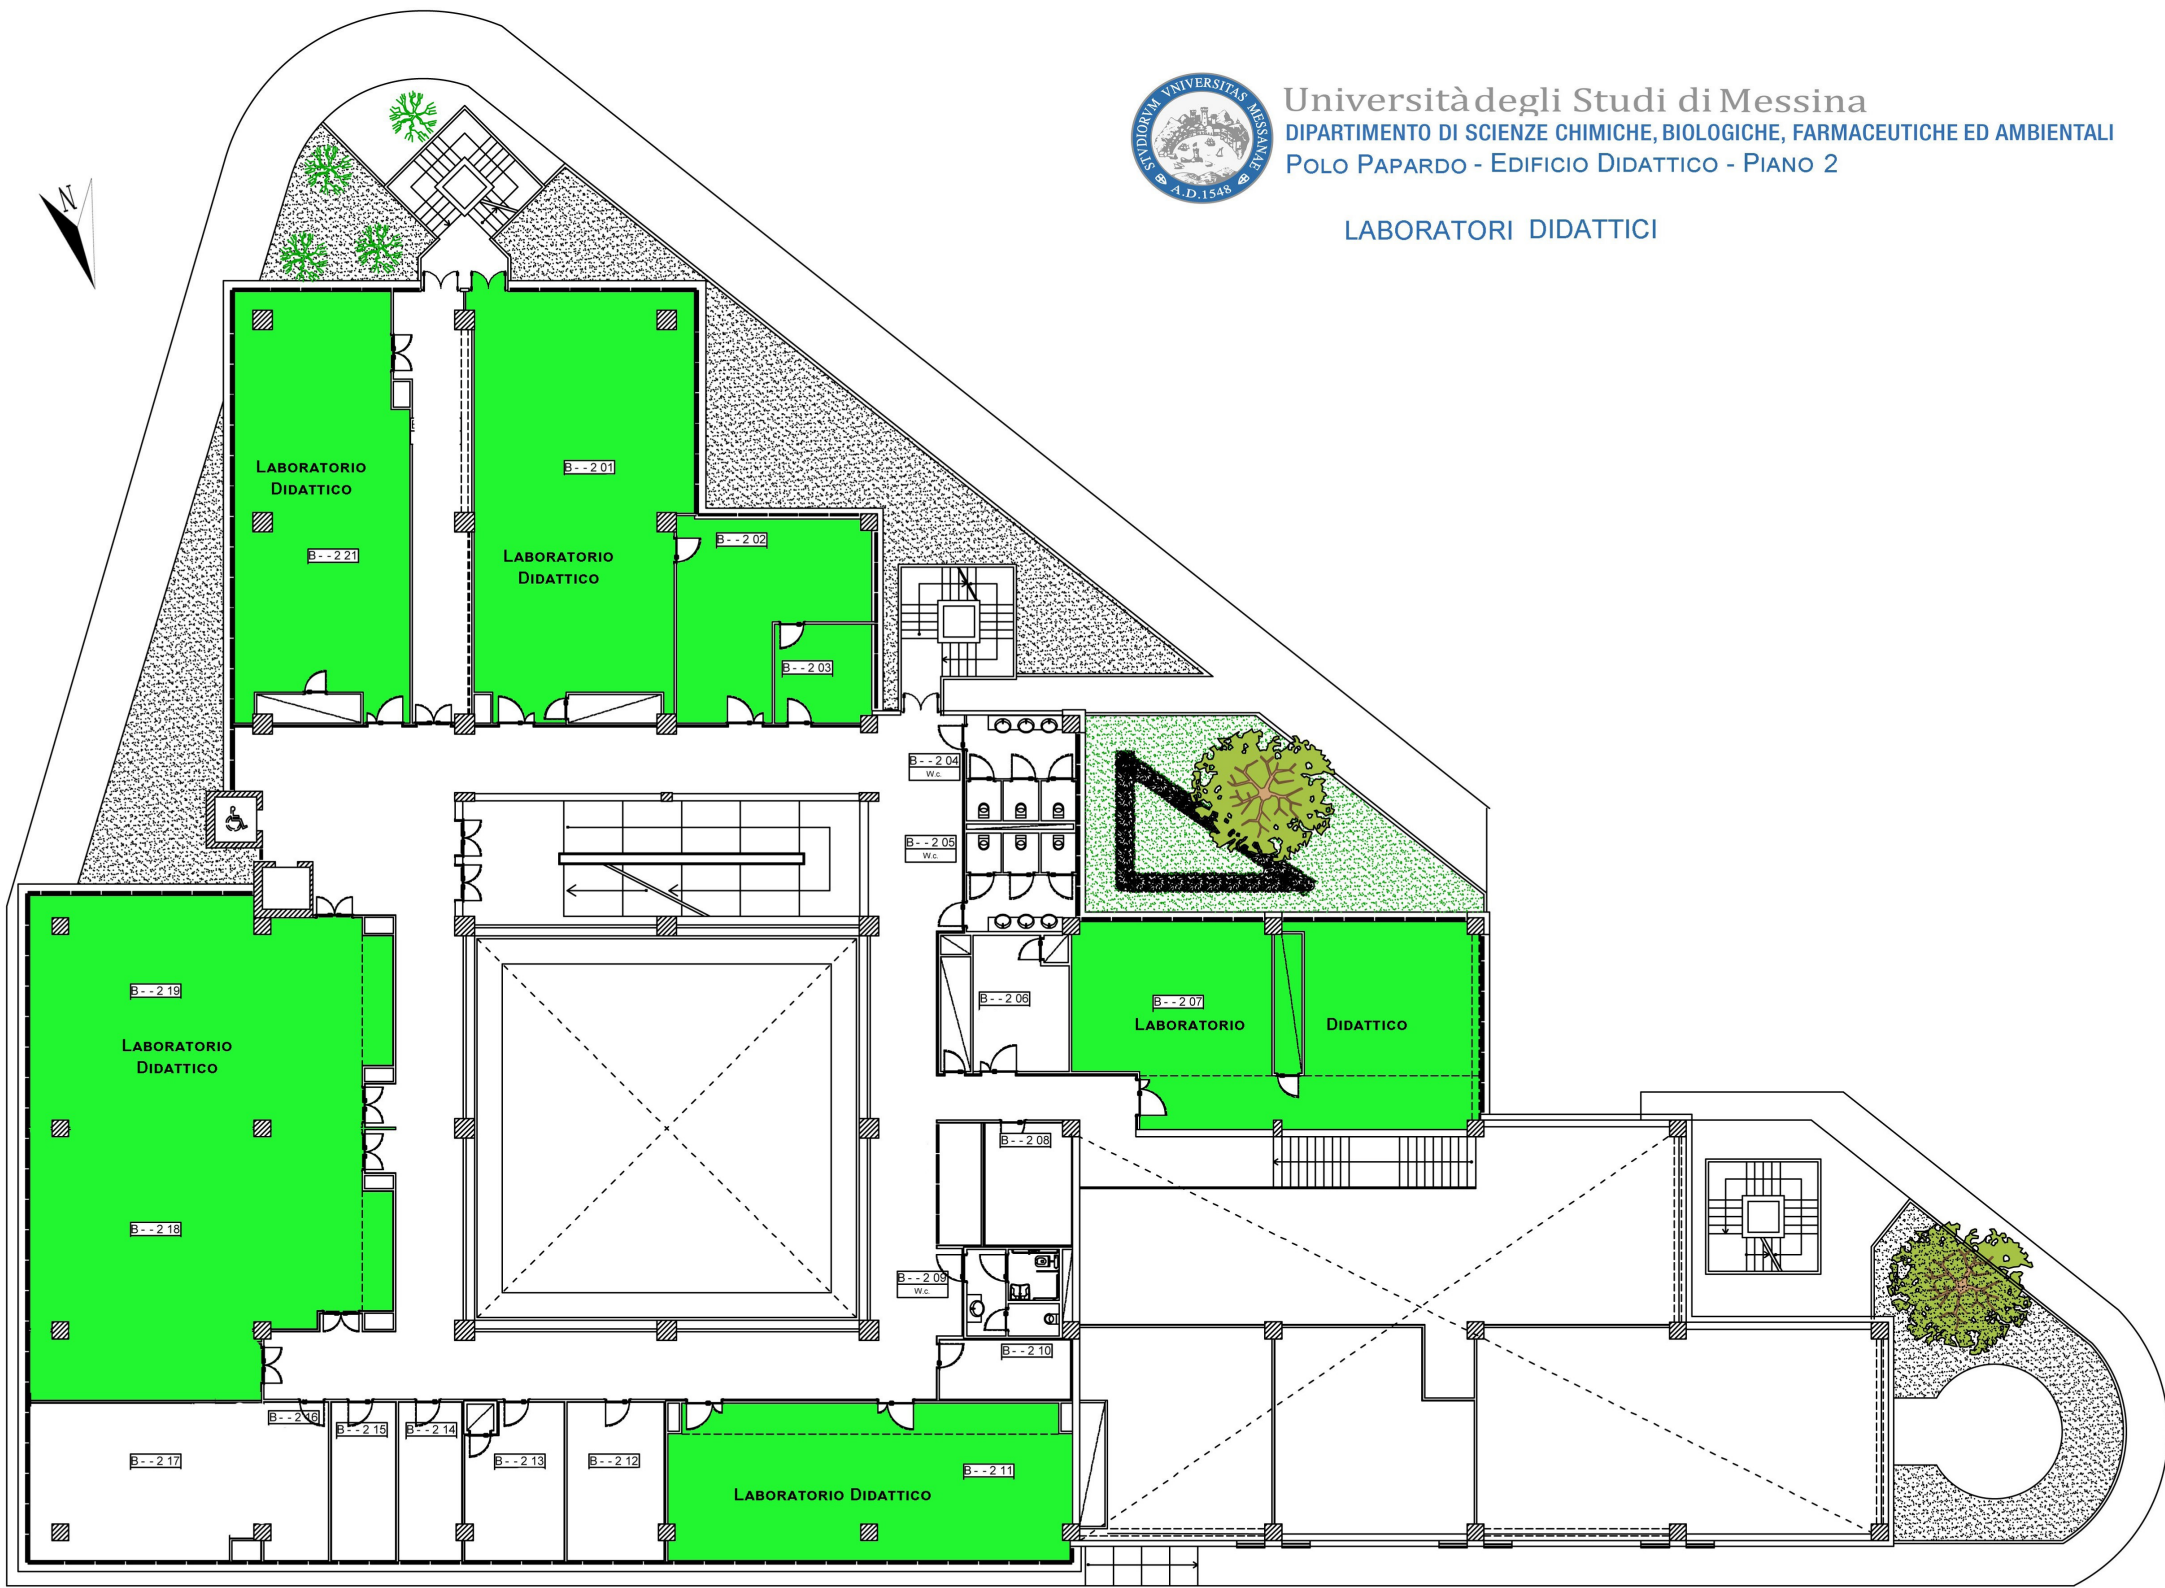 STVDIORVM VNIVERSITAS MESSANAE
A.D.1548
Università degli Studi di Messina
DIPARTIMENTO DI SCIENZE CHIMICHE, BIOLOGICHE, FARMACEUTICHE ED AMBIENTALI
POLO PAPARDO - EDIFICIO DIDATTICO - PIANO 2
LABORATORI DIDATTICI
N
LABORATORIO
DIDATTICO
B--2 21
B--2 01
LABORATORIO
DIDATTICO
B--2 02
B--2 03
B--2 04
W.c.
B--2 05
W.c.
B--2 06
B--2 07
LABORATORIO DIDATTICO
B--2 19
LABORATORIO
DIDATTICO
B--2 18
B--2 08
B--2 09
W.c.
B--2 10
B--2 17
B--2 16
B--2 15
B--2 14
B--2 13
B--2 12
B--2 11
LABORATORIO DIDATTICO